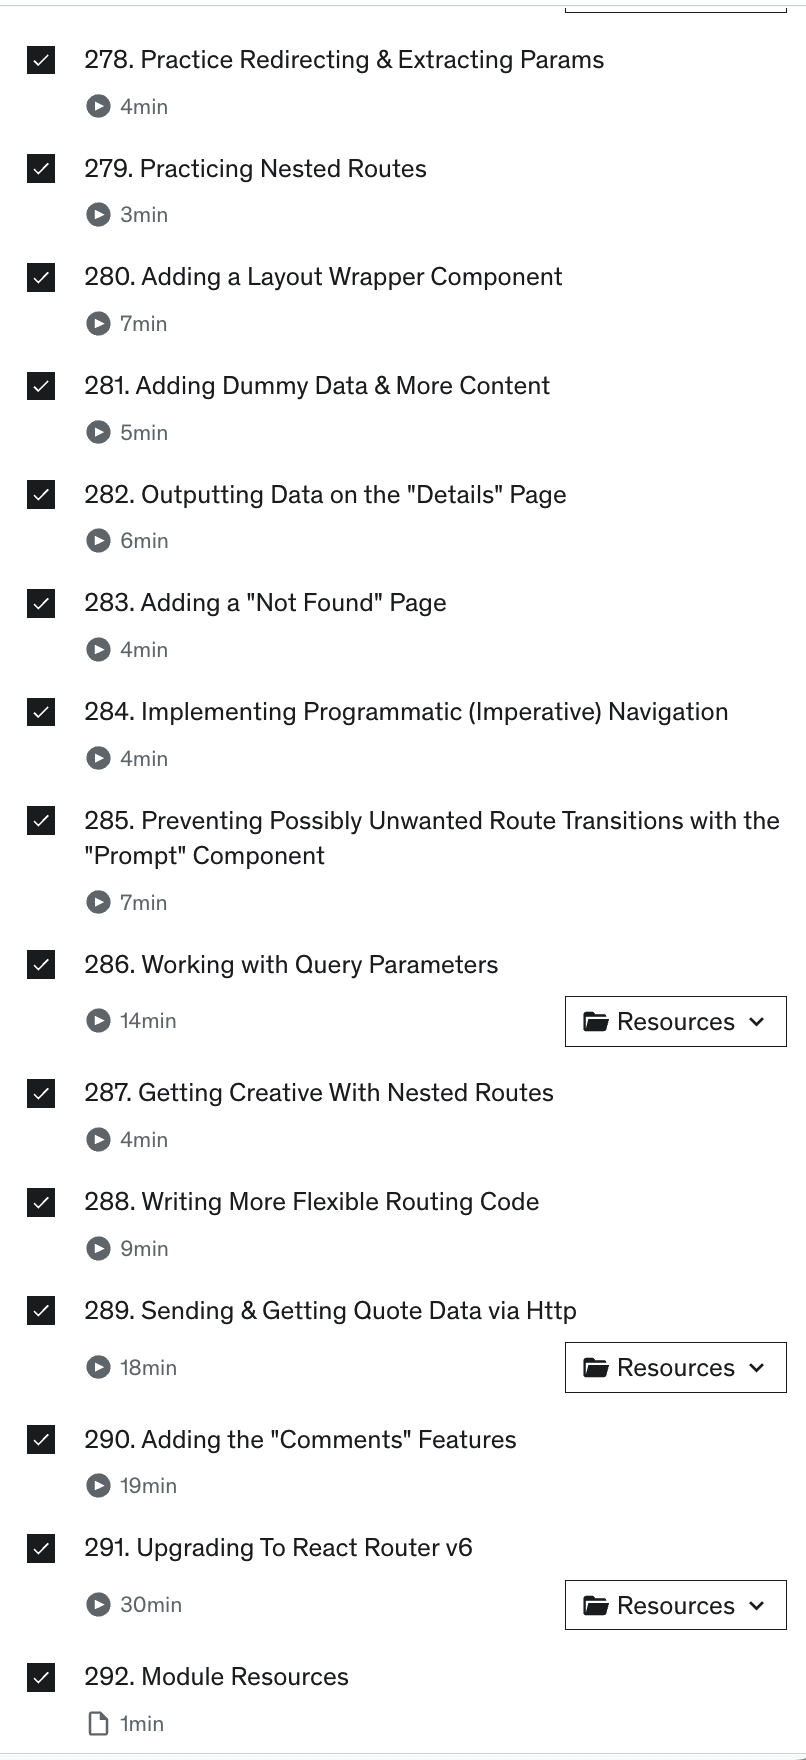 278. Practice Redirecting & Extracting Params
4min
279. Practicing Nested Routes
3min
280. Adding a Layout Wrapper Component
7min
281. Adding Dummy Data & More Content
5min
282. Outputting Data on the "Details" Page
6min
283. Adding a "Not Found" Page
4min
284. Implementing Programmatic (Imperative) Navigation
4min
285. Preventing Possibly Unwanted Route Transitions with the
"Prompt" Component
7min
286. Working with Query Parameters
14min
Resources
287. Getting Creative With Nested Routes
4min
288. Writing More Flexible Routing Code
9min
289. Sending & Getting Quote Data via Http
18min
Resources
290. Adding the "Comments" Features
19min
291. Upgrading To React Router v6
30min
Resources
292. Module Resources
1min